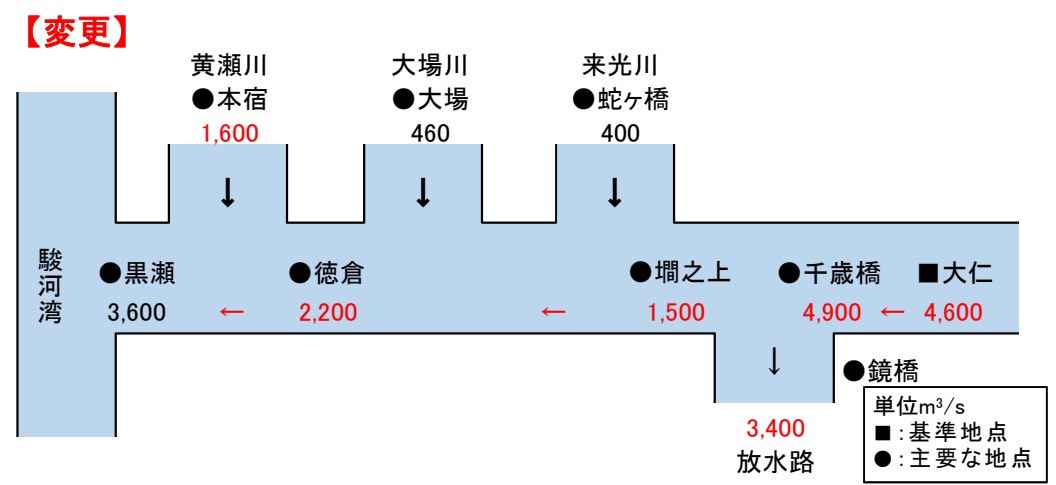 【変更】
黄瀬川
●本宿
1,600
↓
大場川
●大場
460
↓
来光川
●蛇ヶ橋
400
↓
駿河湾
●黒瀬
3,600
←
●徳倉
2,200
←
●墹之上
1,500
●千歳橋
4,900
←
■大仁
4,600
↓
●鏡橋
3,400
放水路
単位m³/s
■:基準地点
●:主要な地点